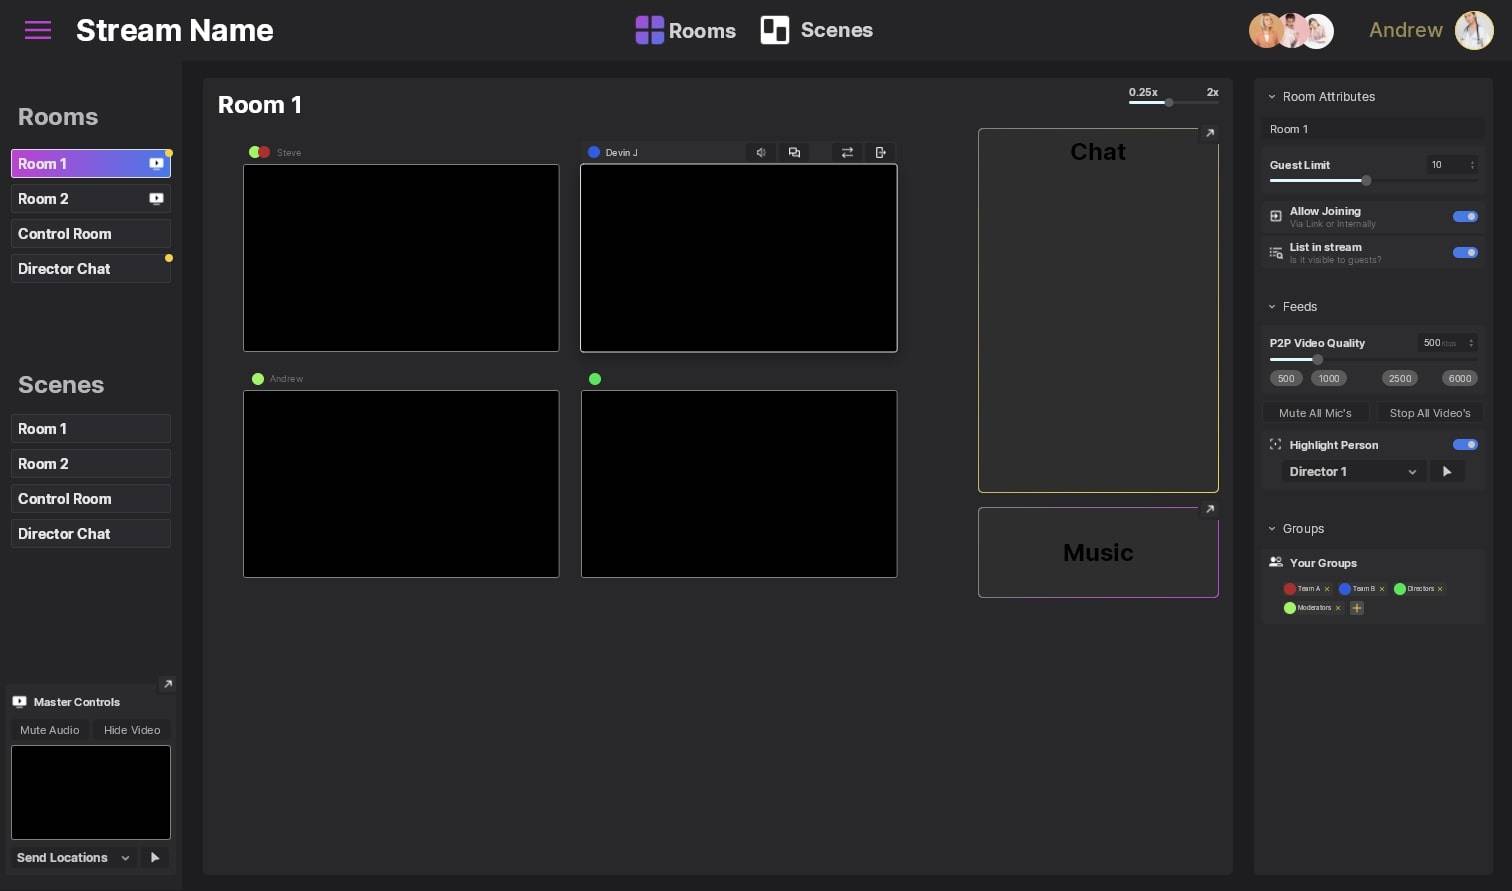 Stream Name
Rooms
Scenes
Andrew
Rooms
Room 1
Room 2
Control Room
Director Chat
Scenes
Room 1
Room 2
Control Room
Director Chat
Master Controls
Mute Audio
Hide Video
Send Locations
Room 1
0.25x
2x
Steve
Devin J
Andrew
Chat
Music
Room Attributes
Room 1
Guest Limit
10
Allow Joining
Via Link or Internally
List in stream
Is it visible to guests?
Feeds
P2P Video Quality
500 Kbps
500
1000
2500
6000
Mute All Mic's
Stop All Video's
Highlight Person
Director 1
Groups
Your Groups
Team A ×
Team B ×
Directors ×
Moderators ×
+